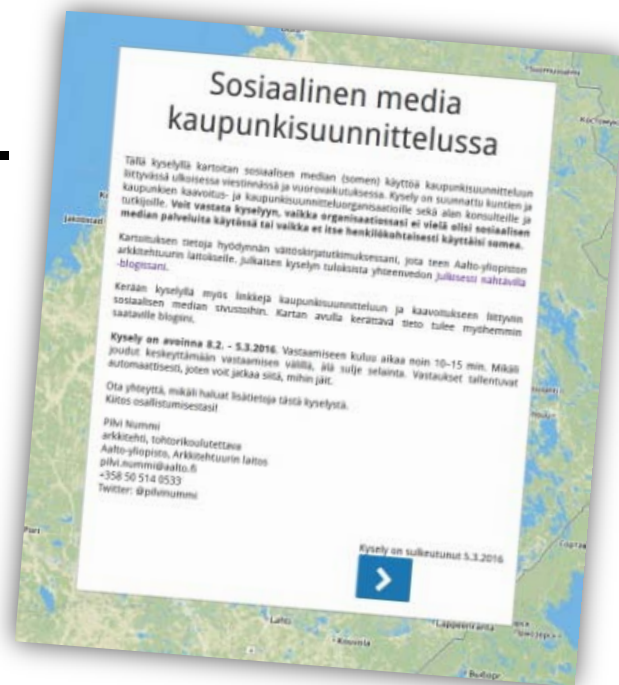 Sosiaalinen media
kaupunkisuunnittelussa
Tällä kyselyllä kartoitan sosiaalisen median (somen) käyttöä kaupunkisuunnitteluun
liittyvässä ulkoisessa viestinnässä ja vuorovaikutuksessa. Kysely on suunnattu kuntien ja
kaupunkien kaavoitus- ja kaupunkisuunnitteluorganisaatioille sekä alan konsulteille ja
tutkijoille. Voit vastata kyselyyn, vaikka organisaatiossasi ei vielä olisi sosiaalisen
median palveluita käytössä tai vaikka et itse henkilökohtaisesti käyttäisi somea.
Kartoituksen tietoja hyödynnän väitöskirjatutkimuksessani, jota teen Aalto-yliopiston
arkkitehtuurin laitokselle. Julkaisen kyselyn tuloksista yhteenvedon julkisesti nähtävillä
-blogissani.
Kerään kyselyllä myös linkkejä kaupunkisuunnitteluun ja kaavoitukseen liittyviin
sosiaalisen median sivustoihin. Kartan avulla kerättävä tieto tulee myöhemmin
saataville blogiini.
Kysely on avoinna 8.2. - 5.3.2016. Vastaamiseen kuluu aikaa noin 10-15 min. Mikäli
joudut keskeyttämään vastaamisen välillä, älä sulje selainta. Vastaukset tallentuvat
automaattisesti, joten voit jatkaa siitä, mihin jäit.
Ota yhteyttä, mikäli haluat lisätietoja tästä kyselystä.
Kiitos osallistumisestasi!
Pilvi Nummi
arkkitehti, tohtorikoulutettava
Aalto-yliopisto, Arkkitehtuurin laitos
pilvi.nummi@aalto.fi
+358 50 514 0533
Twitter: @pilvinummi
Kysely on sulkeutunut 5.3.2016
Lahti
Kouvola
Lappeenranta
Выборг